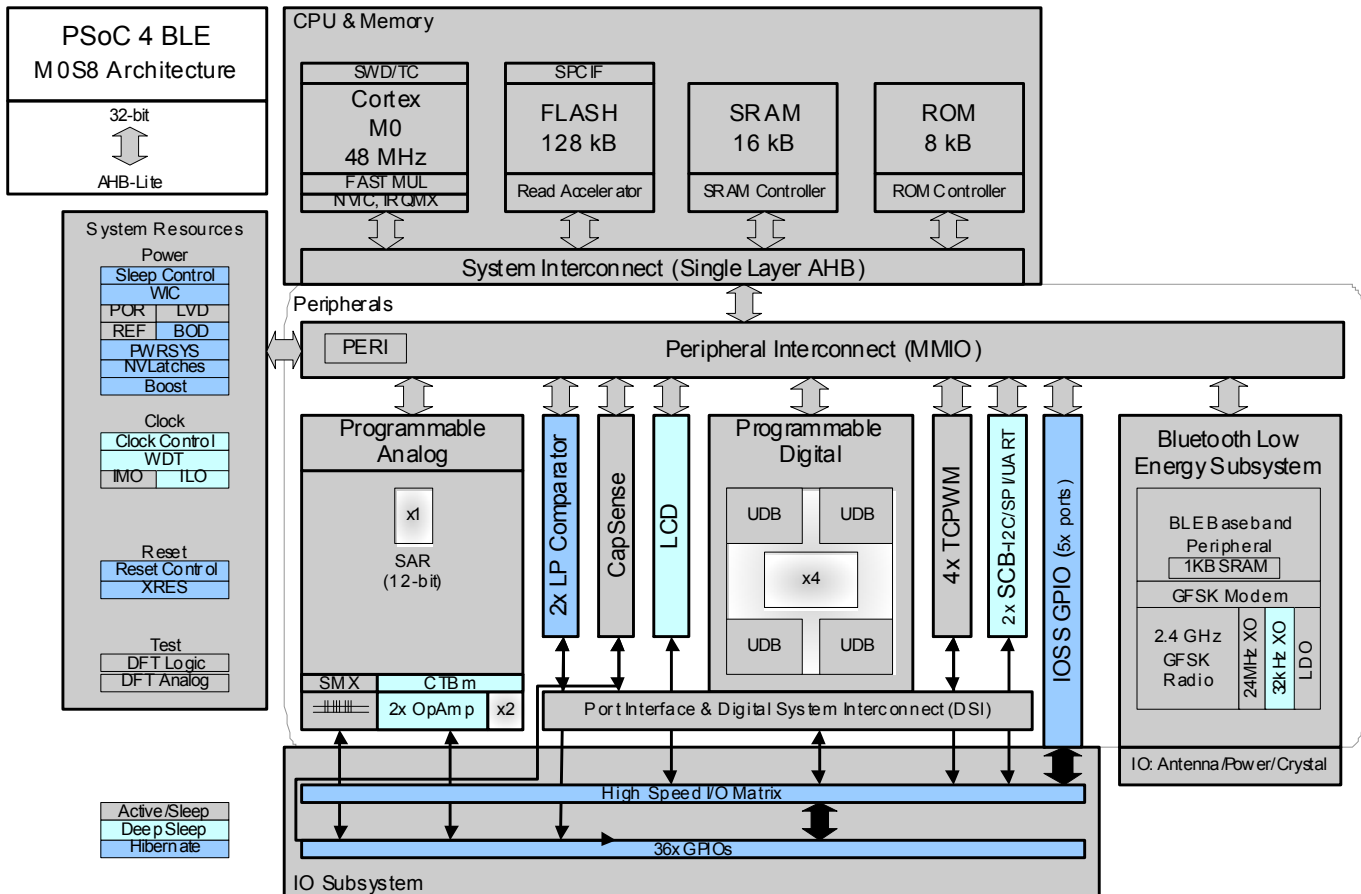 PSoC 4 BLE
M0S8 Architecture
32-bit
AHB-Lite
CPU & Memory
SWD/TC
Cortex
M0
48 MHz
FAST MUL
NVIC, IRQMX
SPCIF
FLASH
128 kB
Read Accelerator
SRAM
16 kB
SRAM Controller
ROM
8 kB
ROM Controller
System Interconnect (Single Layer AHB)
System Resources
Power
Sleep Control
WIC
POR
LVD
REF
BOD
PWRSYS
NVLatches
Boost
Clock
Clock Control
WDT
IMO
ILO
Reset
Reset Control
XRES
Test
DFT Logic
DFT Analog
Peripherals
PERI
Peripheral Interconnect (MMIO)
Programmable
Analog
x1
SAR
(12-bit)
SMX
CTBm
2x OpAmp
x2
2x LP Comparator
CapSense
LCD
Programmable
Digital
UDB
UDB
x4
UDB
UDB
4x TCPWM
2x SCB-I2C/SPI/UART
IOSS GPIO (5x ports)
Port Interface & Digital System Interconnect (DSI)
Bluetooth Low
Energy Subsystem
BLE Baseband
Peripheral
1KB SRAM
GFSK Modem
2.4 GHz
GFSK
Radio
24MHz XO
32kHz XO
LDO
IO: Antenna/Power/Crystal
High Speed I/O Matrix
36x GPIOs
IO Subsystem
Active/Sleep
Deep Sleep
Hibernate